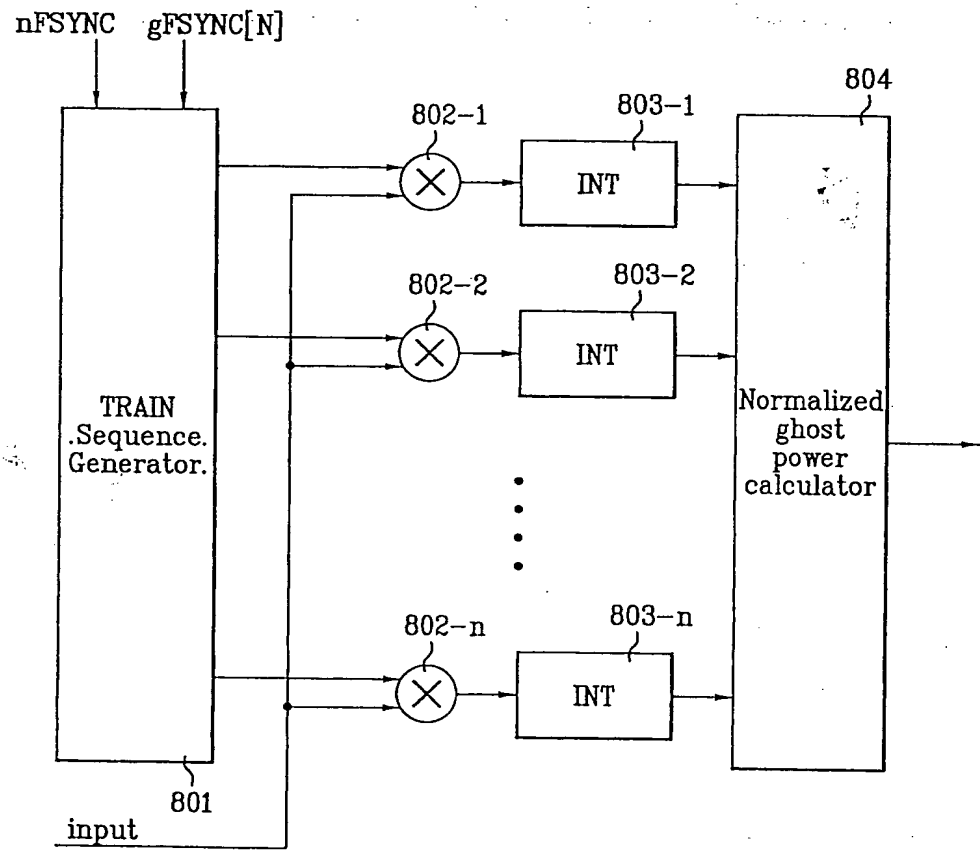 nFSYNC gFSYNC[N]
804
802-1
803-1
INT
802-2
803-2
INT
TRAIN
.Sequence.
Generator.
Normalized
ghost
power
calculator
802-n
803-n
INT
801
input